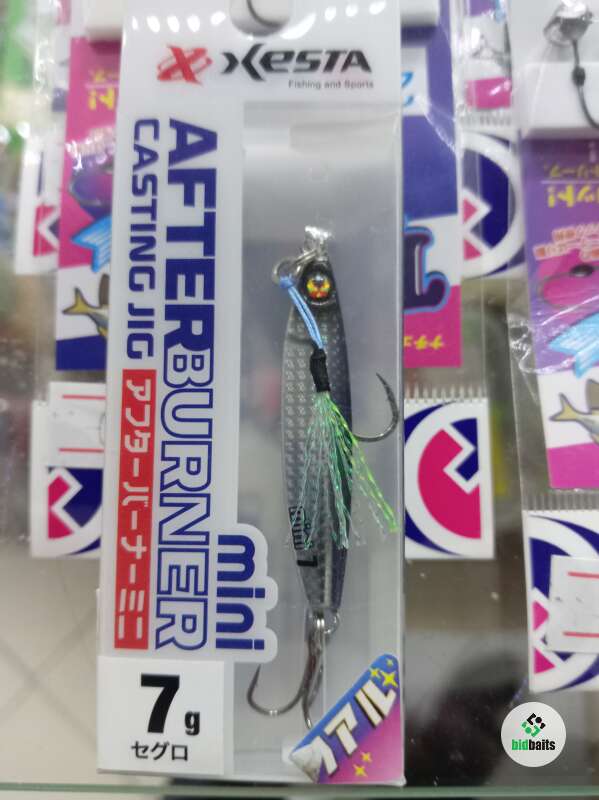 XESTA
Fishing and Sports
AFTERBURNER
mini
CASTING JIG
アフターバーナーミニ
7g
セグロ
bidbaits